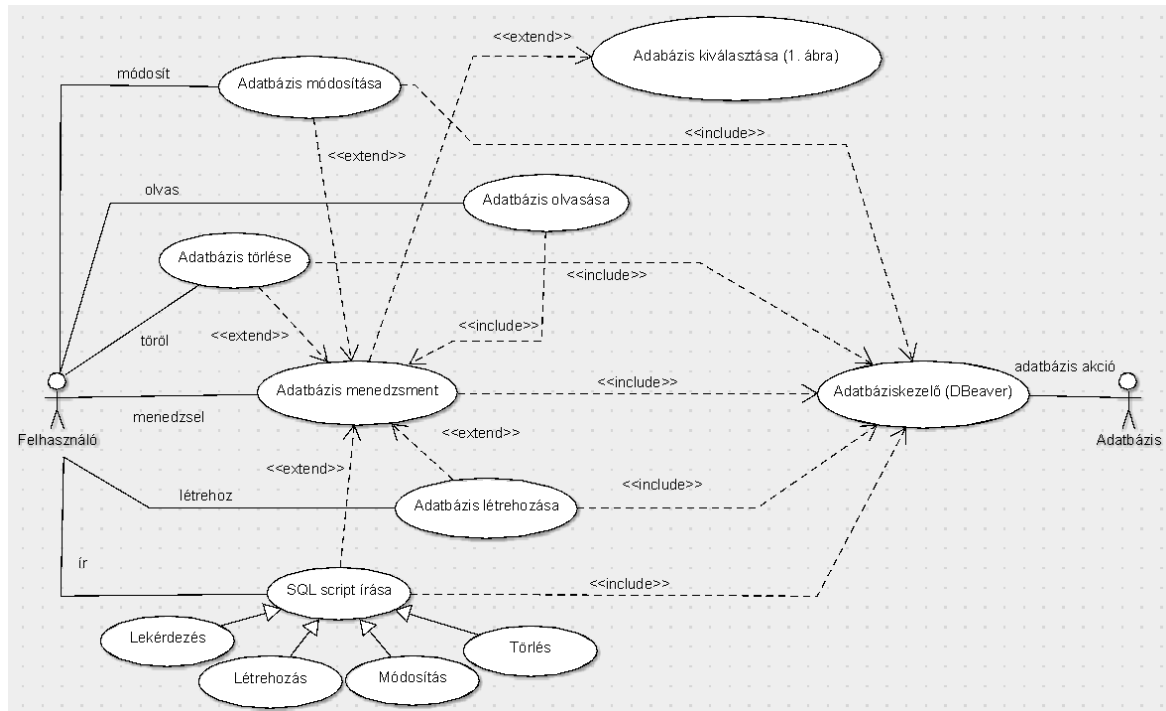 <<extend>>
Adabázis kiválasztása (1. ábra)
módosít
Adatbázis módosítása
<<include>>
<<extend>>
olvas
Adatbázis olvasása
Adatbázis törlése
<<include>>
<<extend>>
<<include>>
töröl
adatbázis akció
Adatbázis menedzsment
<<include>>
Adatbáziskezelő (DBeaver)
menedzsel
<<extend>>
Felhasználó
Adatbázis
<<extend>>
létrehoz
Adatbázis létrehozása
<<include>>
ír
SQL script írása
<<include>>
Lekérdezés
Törlés
Létrehozás
Módosítás